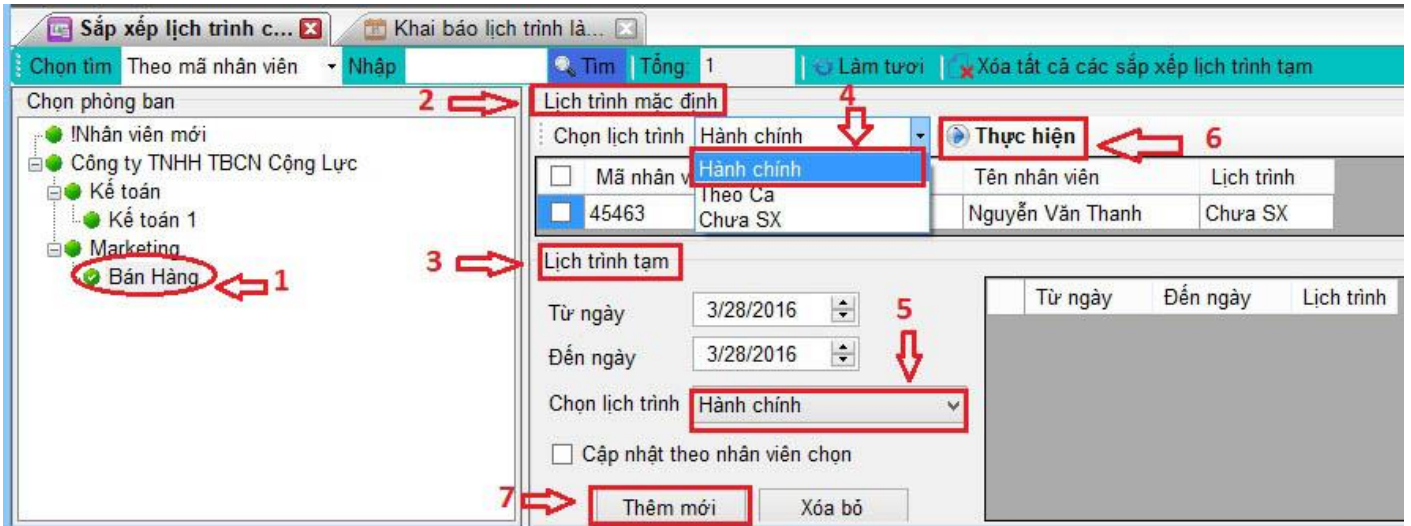 Sắp xếp lịch trình c... Khai báo lịch trình là...
Chọn tìm Theo mã nhân viên Nhập Tìm Tổng: 1 Làm tươi Xóa tất cả các sắp xếp lịch trình tạm
Chọn phòng ban
!Nhân viên mới
Công ty TNHH TBCN Cộng Lực
Kế toán
Kế toán 1
Marketing
Bán Hàng
1
2
Lịch trình mặc định
4
Chọn lịch trình Hành chính Thực hiện
6
Mã nhân v Tên nhân viên Lịch trình
45463 Nguyễn Văn Thanh Chưa SX
Hành chính
Theo Ca
Chưa SX
3
Lịch trình tạm
Từ ngày 3/28/2016
Đến ngày 3/28/2016
5
Chọn lịch trình Hành chính
Cập nhật theo nhân viên chọn
7
Thêm mới Xóa bỏ
Từ ngày Đến ngày Lịch trình